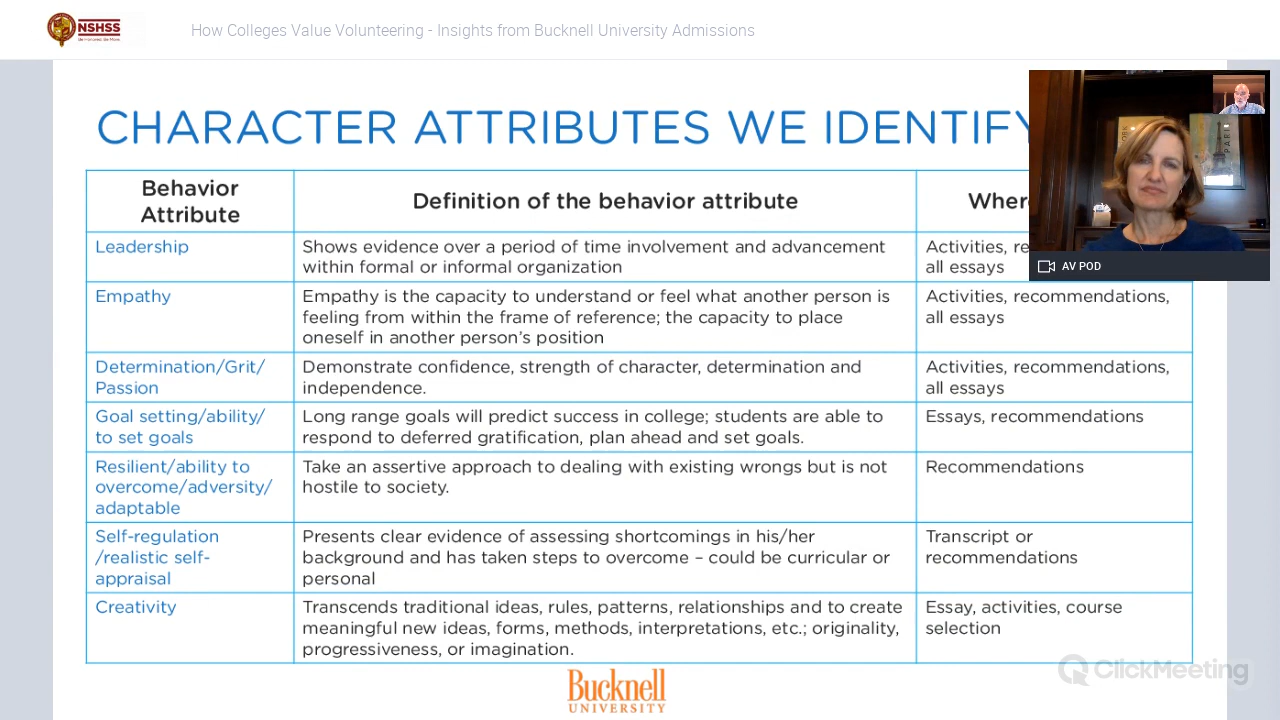 NSHSS
How Colleges Value Volunteering - Insights from Bucknell University Admissions
CHARACTER ATTRIBUTES WE IDENTIFY
Behavior
Attribute
Definition of the behavior attribute
Where
Leadership
Shows evidence over a period of time involvement and advancement
within formal or informal organization
Activities, re
all essays
Empathy
Empathy is the capacity to understand or feel what another person is
feeling from within the frame of reference; the capacity to place
oneself in another person's position
Activities, recommendations,
all essays
Determination/Grit/
Passion
Demonstrate confidence, strength of character, determination and
independence.
Activities, recommendations,
all essays
Goal setting/ability/
to set goals
Long range goals will predict success in college; students are able to
respond to deferred gratification, plan ahead and set goals.
Essays, recommendations
Resilient/ability to
overcome/adversity/
adaptable
Take an assertive approach to dealing with existing wrongs but is not
hostile to society.
Recommendations
Self-regulation
/realistic self-
appraisal
Presents clear evidence of assessing shortcomings in his/her
background and has taken steps to overcome – could be curricular or
personal
Transcript or
recommendations
Creativity
Transcends traditional ideas, rules, patterns, relationships and to create
meaningful new ideas, forms, methods, interpretations, etc.; originality,
progressiveness, or imagination.
Essay, activities, course
selection
PARI
AV POD
Bucknell
UNIVERSITY
ClickMeeting